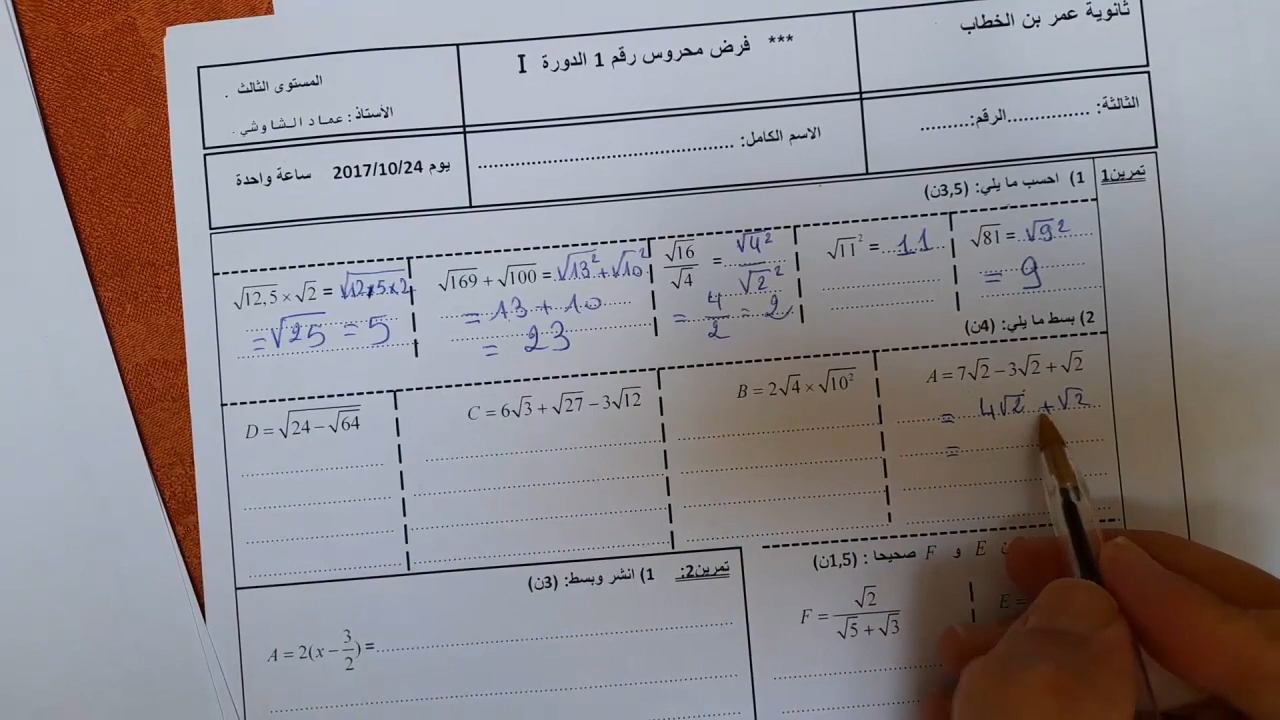 ثانوية عمر بن الخطاب
*** فرض محروس رقم 1 الدورة I
المستوى الثالث .
الأستاذ : عماد الشاوشي .
الثالثة: ...............الرقم:.........
الاسم الكامل: ........................................
يوم 2017/10/24 ساعة واحدة
تمرين1
1) احسب ما يلي: (3,5ن)
√81 = √9²
= 9
√11² = 11
√16/√4 = √4²/√2²
= 4/2 = 2
√169 + √100 = √13² + √10²
= 13 + 10
= 23
√12,5 × √2 = √12,5×2
= √25 = 5
2) بسط ما يلي: (4ن)
A = 7√2 − 3√2 + √2
= 4√2 + √2
=
B = 2√4 × √10²
C = 6√3 + √27 − 3√12
D = √(24 − √64)
E و F صحيحا : (1,5ن)
E =
F = √2/(√5 + √3)
تمرين2: 1) انشر وبسط: (3ن)
A = 2(x − 3/2) =